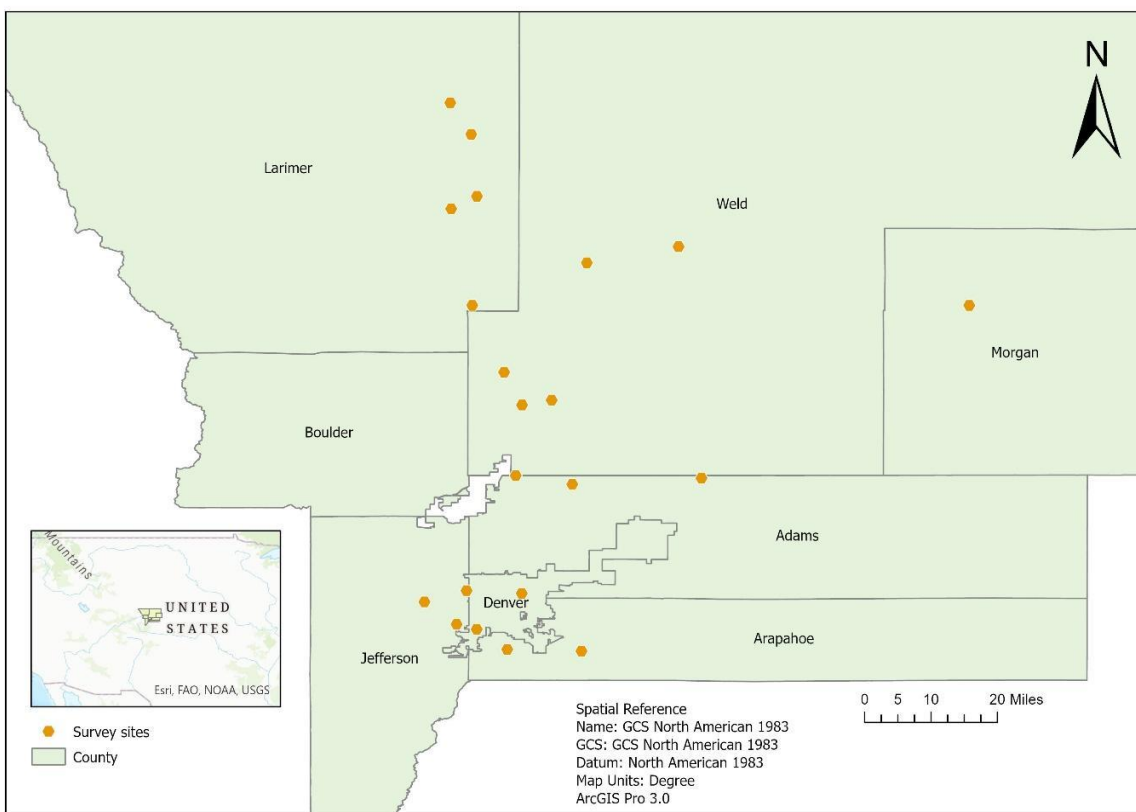 N
Larimer
Weld
Morgan
Boulder
Adams
Denver
Arapahoe
Jefferson
Mountains
UNITED
STATES
Esri, FAO, NOAA, USGS
Survey sites
County
Spatial Reference
Name: GCS North American 1983
GCS: GCS North American 1983
Datum: North American 1983
Map Units: Degree
ArcGIS Pro 3.0
0 5 10 20 Miles